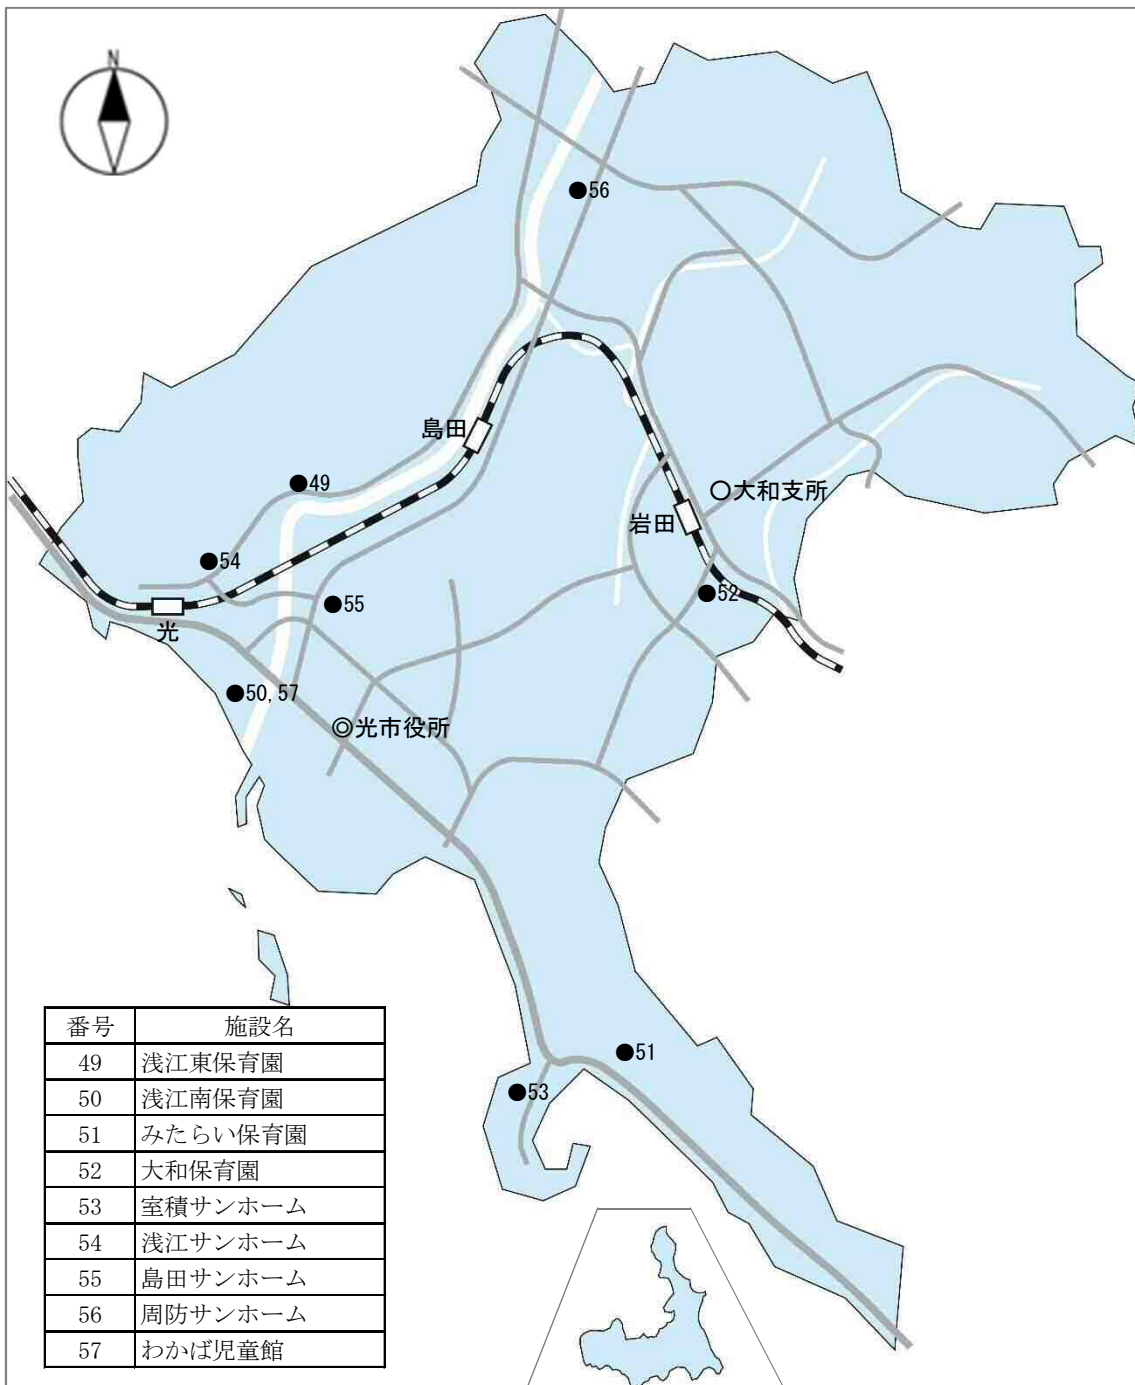 N
●56
島田
●49
○大和支所
岩田
●54
●52
●55
光
●50, 57
◎光市役所
●51
●53
番号 施設名
49 浅江東保育園
50 浅江南保育園
51 みたらい保育園
52 大和保育園
53 室積サンホーム
54 浅江サンホーム
55 島田サンホーム
56 周防サンホーム
57 わかば児童館